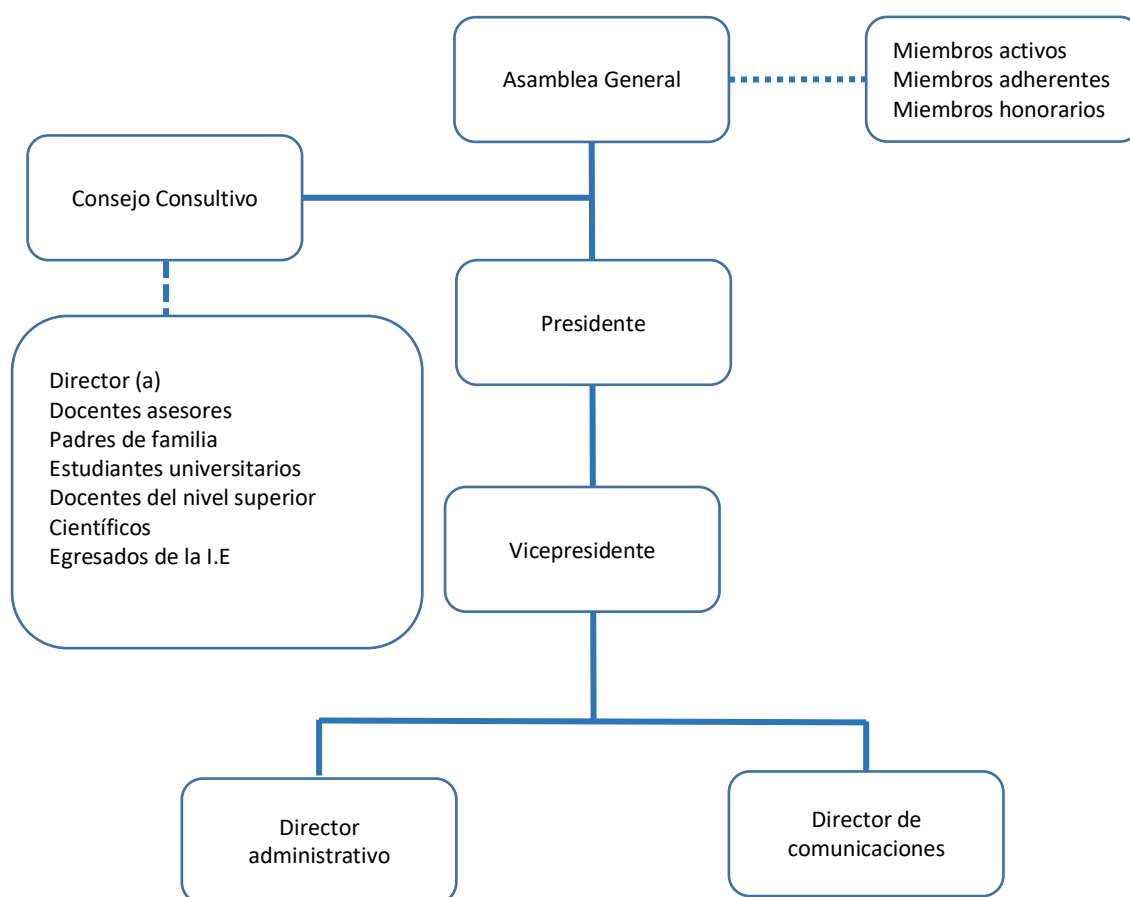 Asamblea General
Miembros activos
Miembros adherentes
Miembros honorarios
Consejo Consultivo
Presidente
Director (a)
Docentes asesores
Padres de familia
Estudiantes universitarios
Docentes del nivel superior
Científicos
Egresados de la I.E
Vicepresidente
Director
administrativo
Director de
comunicaciones